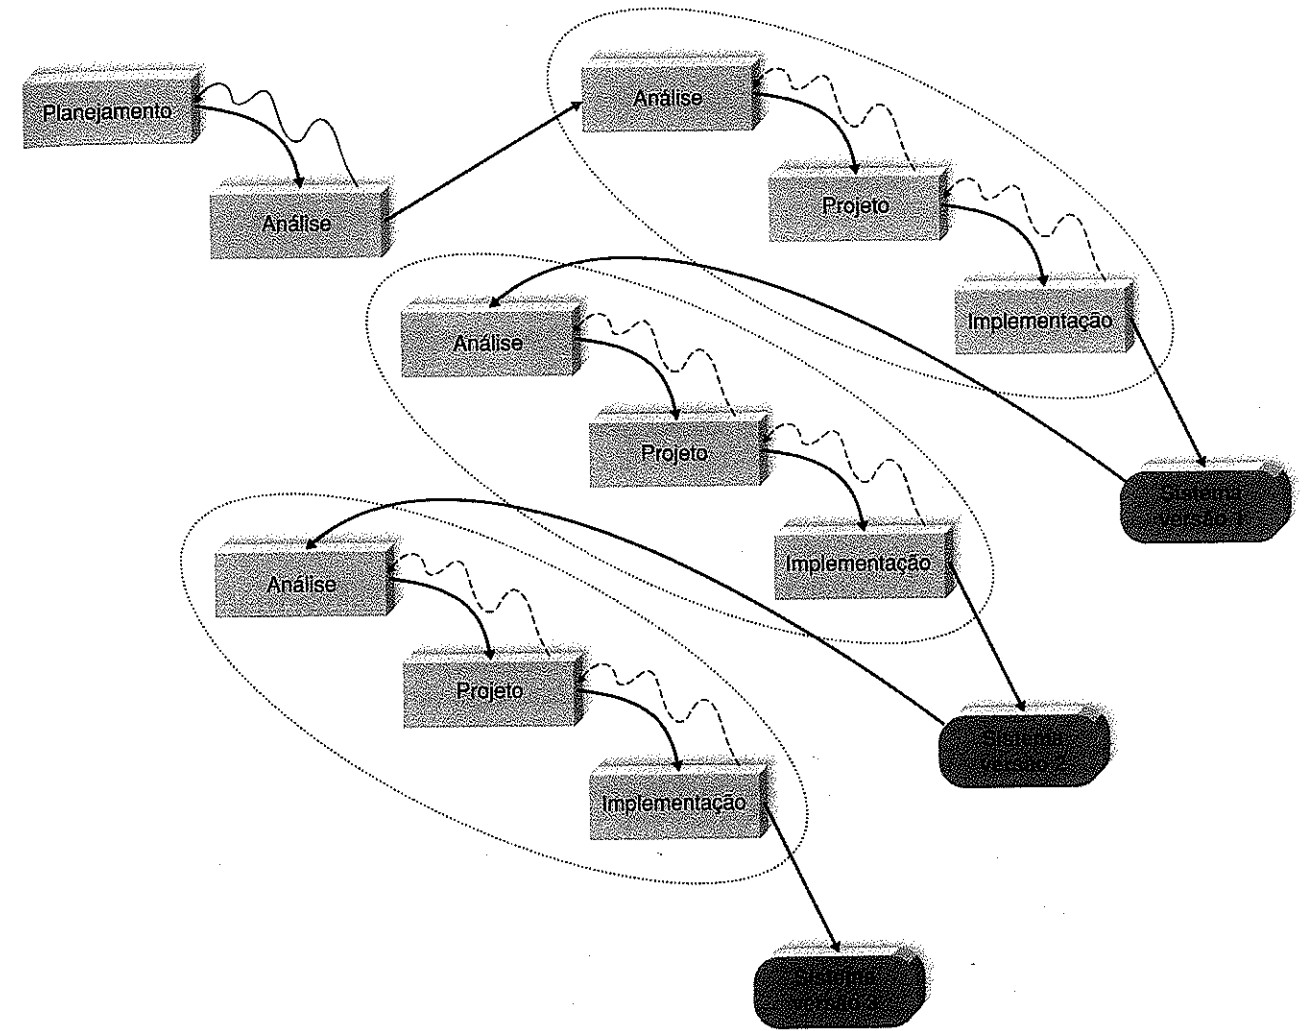 Planejamento
Análise
Análise
Projeto
Implementação
Sistema
versão 1
Análise
Projeto
Implementação
Sistema
versão 2
Análise
Projeto
Implementação
Sistema
versão 3